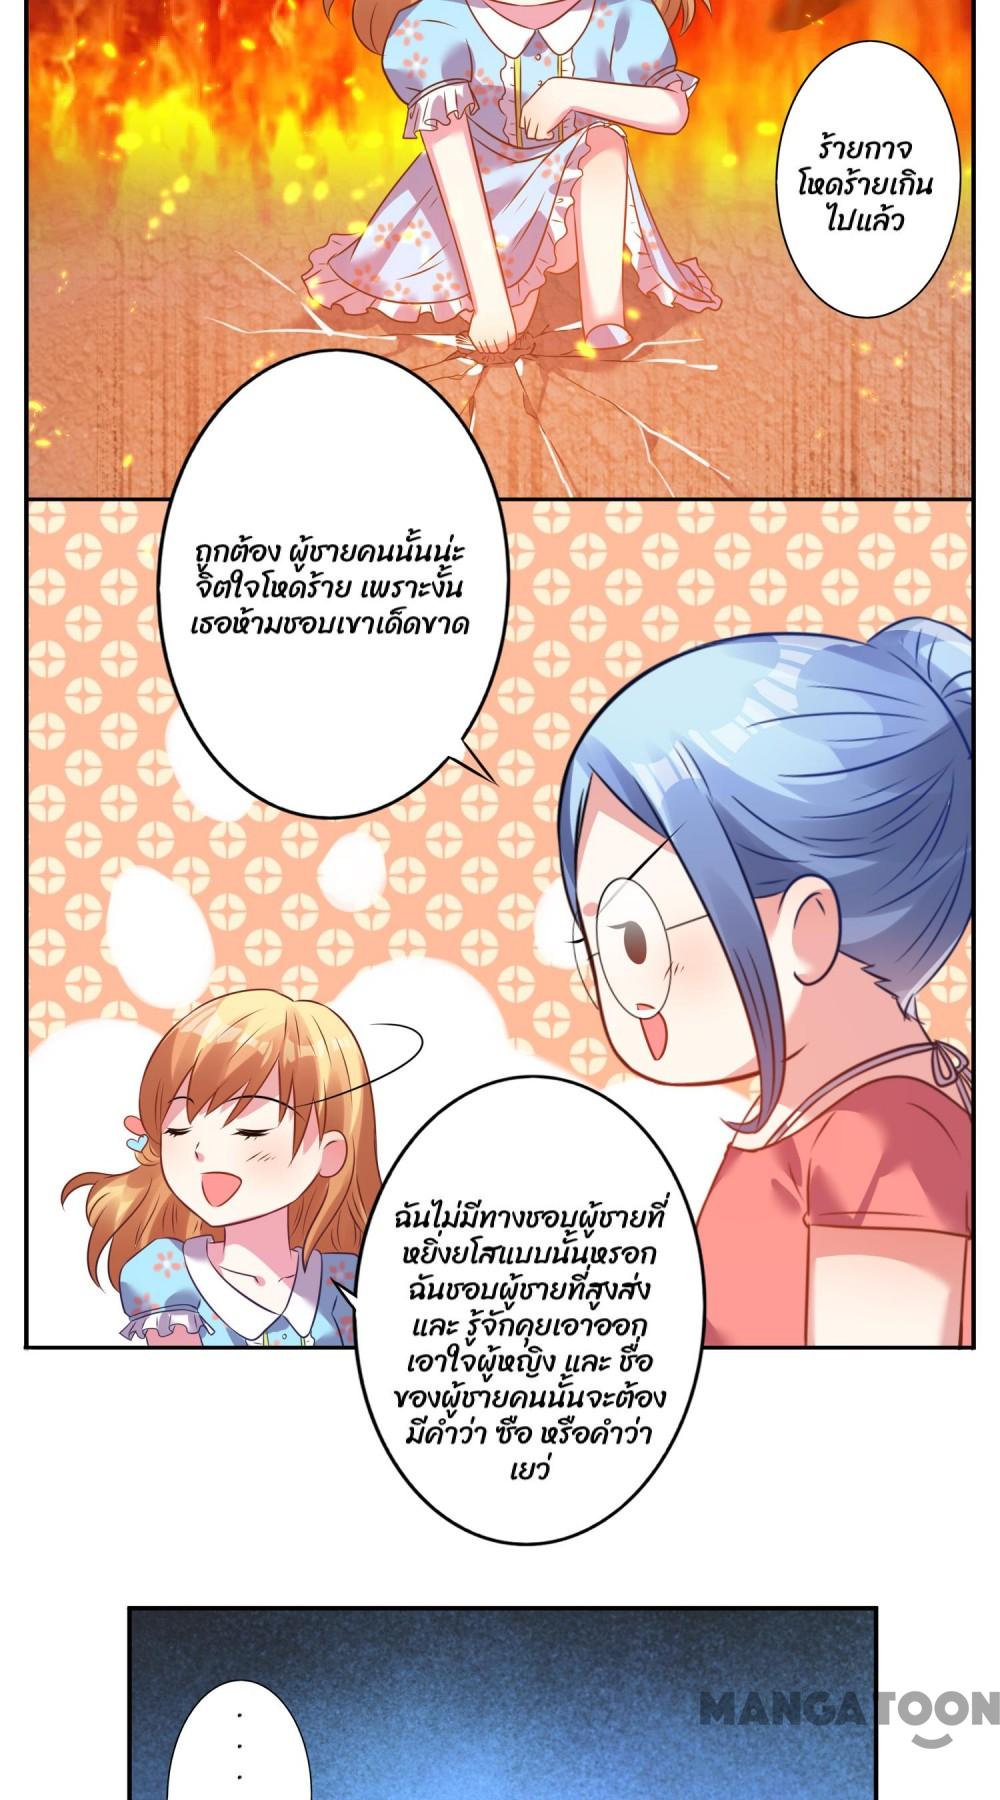 ร้ายกาจ
โหดร้ายเกิน
ไปแล้ว
ถูกต้อง ผู้ชายคนนั้นน่ะ
จิตใจโหดร้าย เพราะงั้น
เธอห้ามชอบเขาเด็ดขาด
ฉันไม่มีทางชอบผู้ชายที่
หยิ่งยโสแบบนั้นหรอก
ฉันชอบผู้ชายที่สูงส่ง
และ รู้จักคุยเอาออก
เอาใจผู้หญิง และ ชื่อ
ของผู้ชายคนนั้นจะต้อง
มีคำว่า ซือ หรือคำว่า
เยว่
MANGATOON
.
.
.